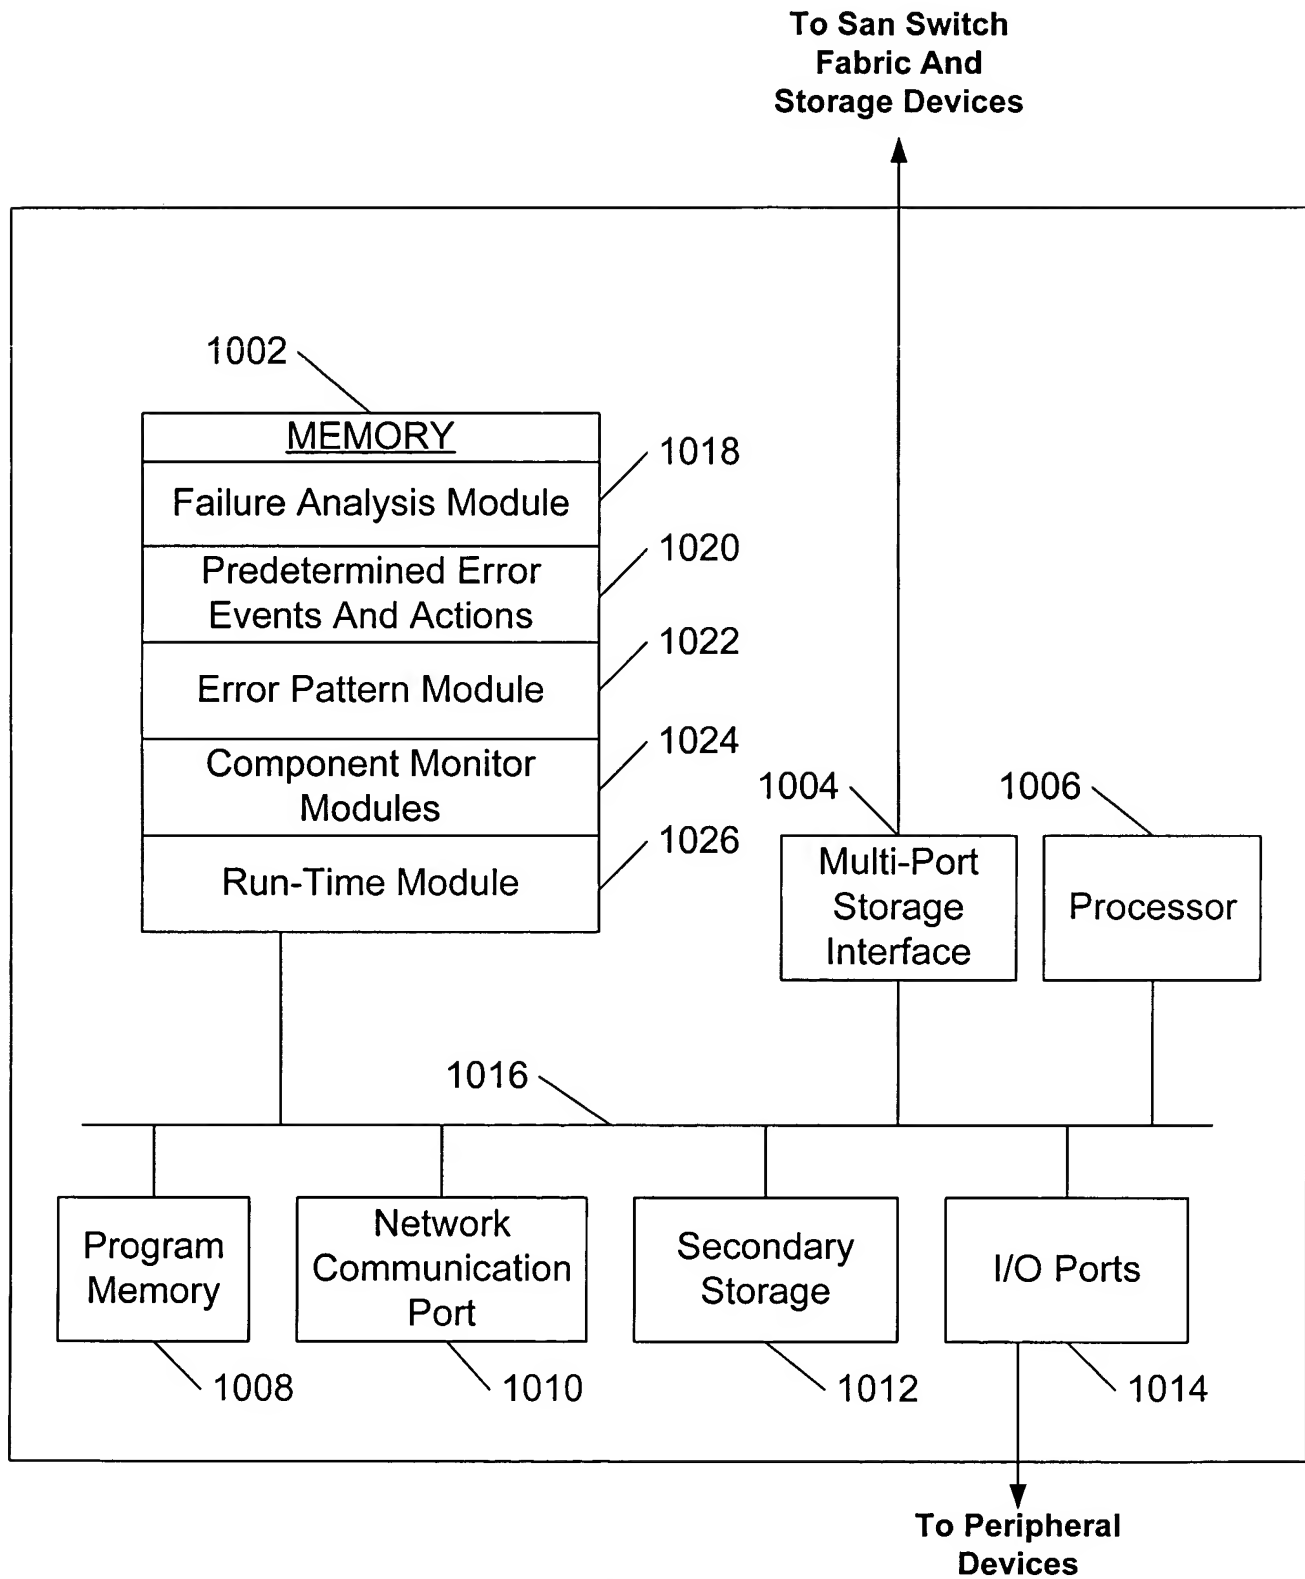 To San Switch
Fabric And
Storage Devices
1002
MEMORY
1018
Failure Analysis Module
1020
Predetermined Error
Events And Actions
1022
Error Pattern Module
1024
Component Monitor
Modules
1026
Run-Time Module
1004
Multi-Port
Storage
Interface
1006
Processor
1016
Program
Memory
1008
Network
Communication
Port
1010
Secondary
Storage
1012
I/O Ports
1014
To Peripheral
Devices